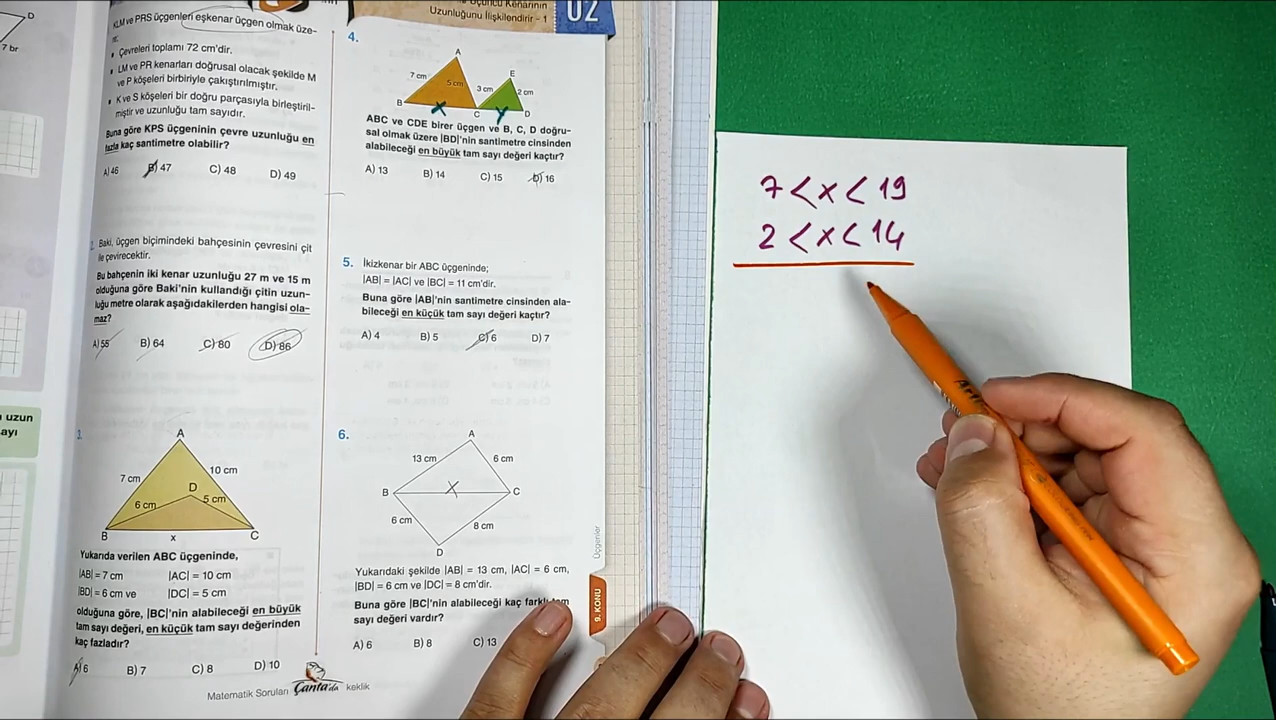 D
7 br
uzun
ayı
KLM ve PRS üçgenleri eşkenar üçgen olmak üze-
Çevreleri toplamı 72 cm'dir.
LM ve PR kenarları doğrusal olacak şekilde M
ve P köşeleri birbiriyle çakıştırılmıştır.
K ve S köşeleri bir doğru parçasıyla birleştiril-
miştir ve uzunluğu tam sayıdır.
Buna göre KPS üçgeninin çevre uzunluğu en
fazla kaç santimetre olabilir?
A) 46 B) 47 C) 48 D) 49
Baki, üçgen biçimindeki bahçesinin çevresini çit
ile çevirecektir.
Bu bahçenin iki kenar uzunluğu 27 m ve 15 m
olduğuna göre Baki'nin kullandığı çitin uzun-
luğu metre olarak aşağıdakilerden hangisi ola-
maz?
A) 55 B) 64 C) 80 D) 86
3.
A
7 cm 10 cm
D
6 cm 5 cm
B x C
Yukarıda verilen ABC üçgeninde,
|AB| = 7 cm |AC| = 10 cm
|BD| = 6 cm ve |DC| = 5 cm
olduğuna göre, |BC|'nin alabileceği en büyük
tam sayı değeri, en küçük tam sayı değerinden
kaç fazladır?
A) 6 B) 7 C) 8 D) 10
Üçüncü Kenarının
Uzunluğunu İlişkilendir – 1
02
4.
A
7 cm 5 cm 3 cm E 2 cm
B X C Y D
ABC ve CDE birer üçgen ve B, C, D doğru-
sal olmak üzere |BD|'nin santimetre cinsinden
alabileceği en büyük tam sayı değeri kaçtır?
A) 13 B) 14 C) 15 D) 16
5. İkizkenar bir ABC üçgeninde;
|AB| = |AC| ve |BC| = 11 cm'dir.
Buna göre |AB|'nin santimetre cinsinden ala-
bileceği en küçük tam sayı değeri kaçtır?
A) 4 B) 5 C) 6 D) 7
6.
A
13 cm 6 cm
B X C
6 cm 8 cm
D
Yukarıdaki şekilde |AB| = 13 cm, |AC| = 6 cm,
|BD| = 6 cm ve |DC| = 8 cm'dir.
Buna göre |BC|'nin alabileceği kaç farklı
sayı değeri vardır?
A) 6 B) 8 C) 13
Üçgenler
9. KONU
Matematik Soruları Çanta'da keklik
7 < x < 19
2 < x < 14